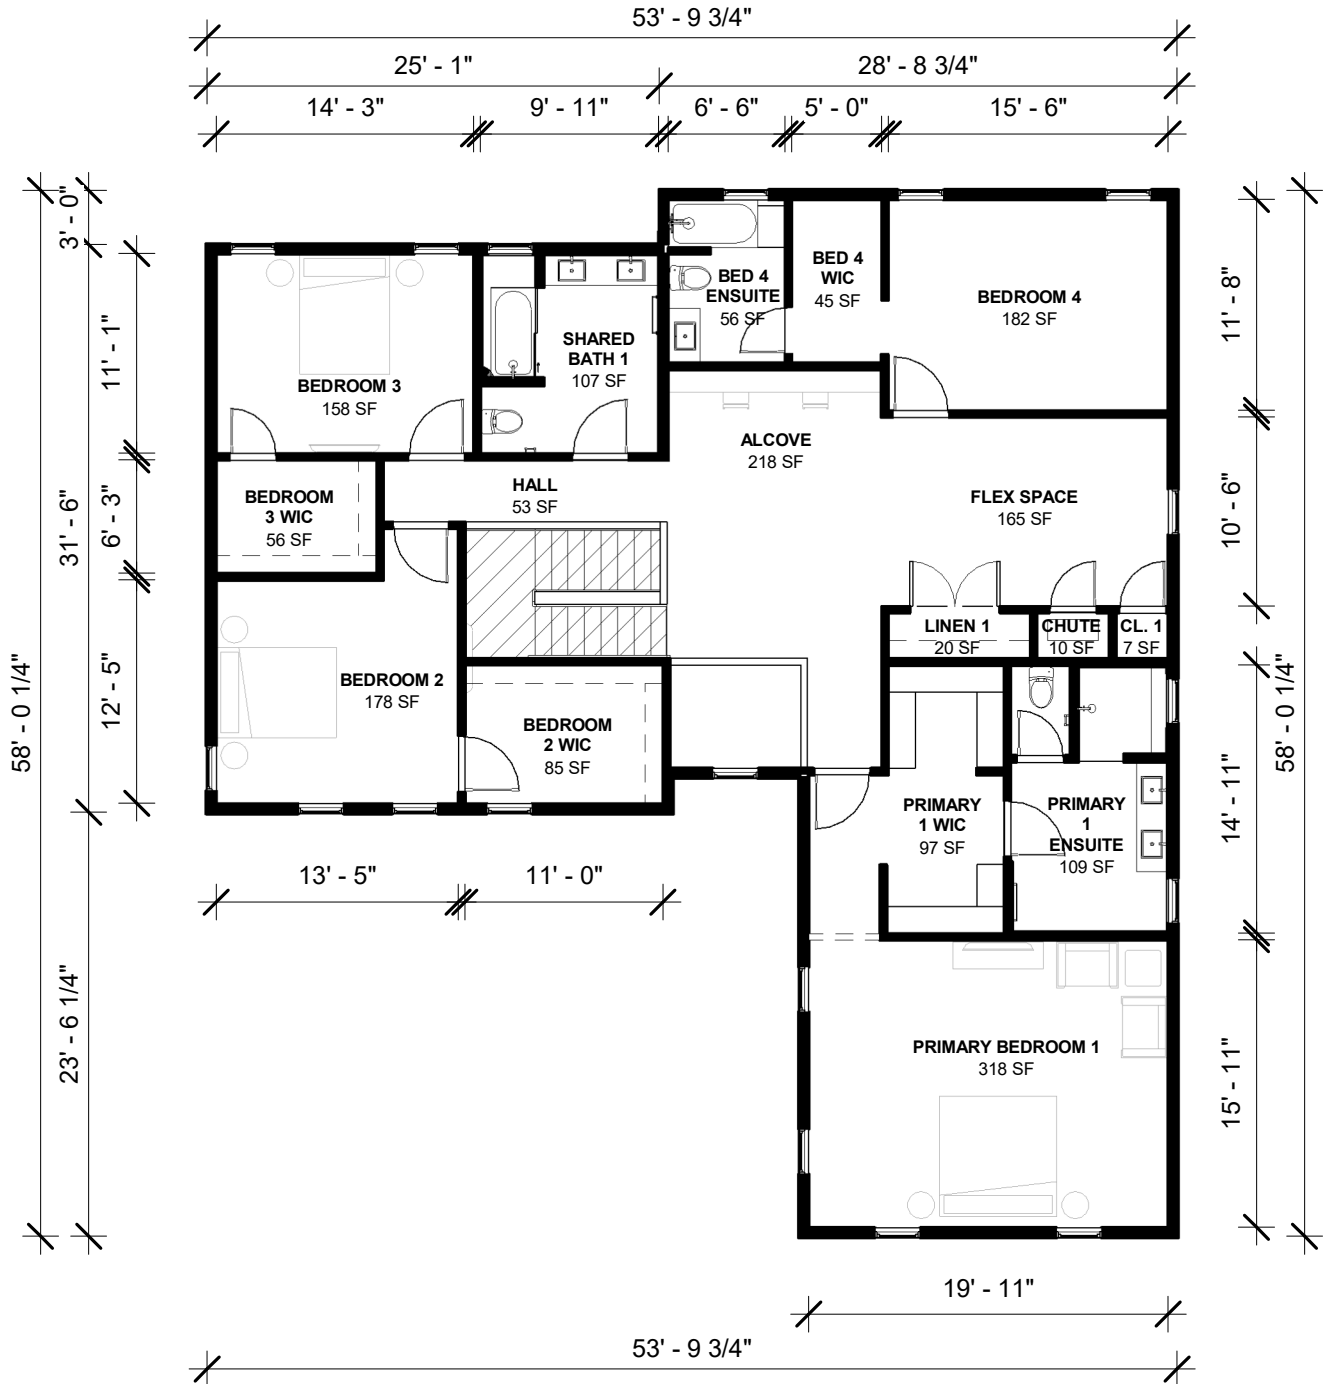 53' - 9 3/4"
25' - 1"
28' - 8 3/4"
14' - 3"
9' - 11"
6' - 6"
5' - 0"
15' - 6"
3' - 0"
11' - 1"
6' - 3"
31' - 6"
12' - 5"
58' - 0 1/4"
23' - 6 1/4"
BED 4
ENSUITE
56 SF
BED 4
WIC
45 SF
BEDROOM 4
182 SF
11' - 8"
SHARED
BATH 1
107 SF
BEDROOM 3
158 SF
ALCOVE
218 SF
HALL
53 SF
BEDROOM
3 WIC
56 SF
FLEX SPACE
165 SF
10' - 6"
LINEN 1
20 SF
CHUTE
10 SF
CL. 1
7 SF
BEDROOM 2
178 SF
BEDROOM
2 WIC
85 SF
PRIMARY
1 WIC
97 SF
PRIMARY
1
ENSUITE
109 SF
14' - 11"
58' - 0 1/4"
13' - 5"
11' - 0"
PRIMARY BEDROOM 1
318 SF
15' - 11"
19' - 11"
53' - 9 3/4"